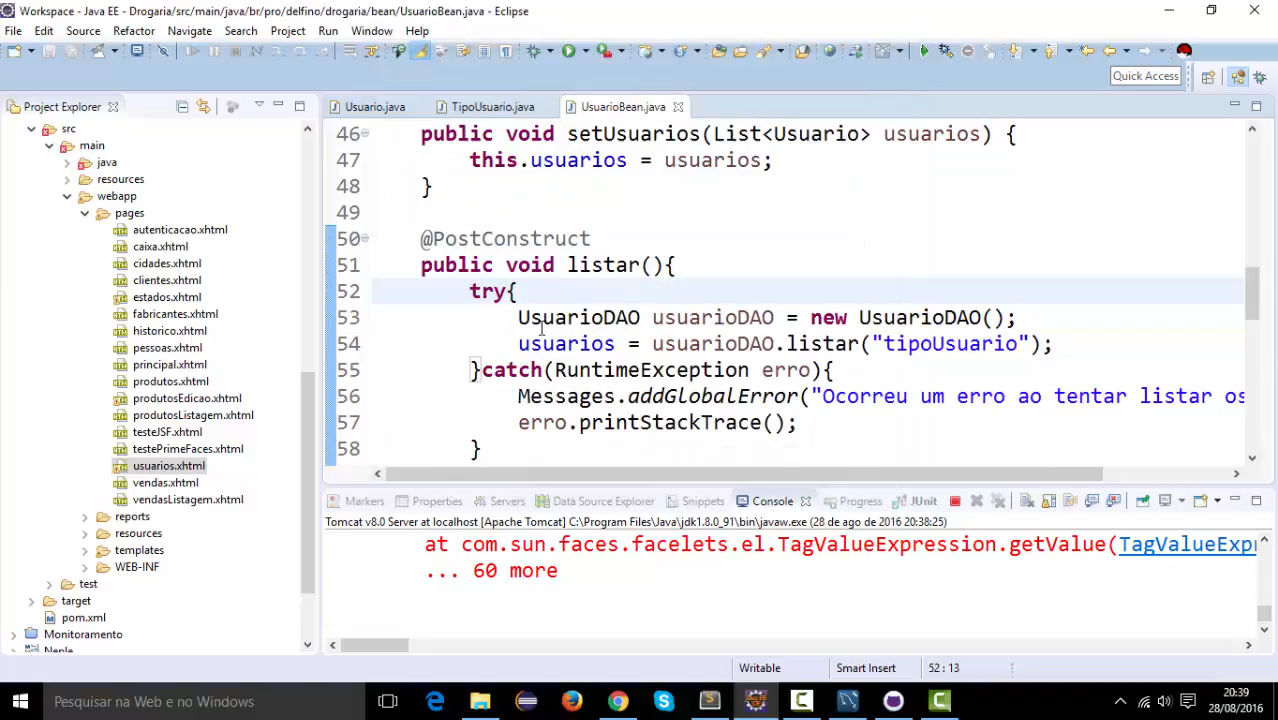 Workspace - Java EE - Drogaria/src/main/java/br/pro/delfino/drogaria/bean/UsuarioBean.java - Eclipse
File Edit Source Refactor Navigate Search Project Run Window Help
Quick Access
Project Explorer
Usuario.java TipoUsuario.java UsuarioBean.java
src
main
java
resources
webapp
pages
autenticacao.xhtml
caixa.xhtml
cidades.xhtml
clientes.xhtml
estados.xhtml
fabricantes.xhtml
historico.xhtml
pessoas.xhtml
principal.xhtml
produtos.xhtml
produtosEdicao.xhtml
produtosListagem.xhtml
testeJSF.xhtml
testePrimeFaces.xhtml
usuarios.xhtml
vendas.xhtml
vendasListagem.xhtml
reports
resources
templates
WEB-INF
test
target
pom.xml
Monitoramento
46 public void setUsuarios(List<Usuario> usuarios) {
47 this.usuarios = usuarios;
48 }
49
50 @PostConstruct
51 public void listar(){
52 try{
53 UsuarioDAO usuarioDAO = new UsuarioDAO();
54 usuarios = usuarioDAO.listar("tipoUsuario");
55 }catch(RuntimeException erro){
56 Messages.addGlobalError("Ocorreu um erro ao tentar listar os
57 erro.printStackTrace();
58 }
Markers Properties Servers Data Source Explorer Snippets Console Progress JUnit
Tomcat v8.0 Server at localhost [Apache Tomcat] C:\Program Files\Java\jdk1.8.0_91\bin\javaw.exe (28 de ago de 2016 20:38:25)
at com.sun.faces.facelets.el.TagValueExpression.getValue(TagValueExpr
... 60 more
Writable Smart Insert 52 : 13
Pesquisar na Web e no Windows
20:39
28/08/2016